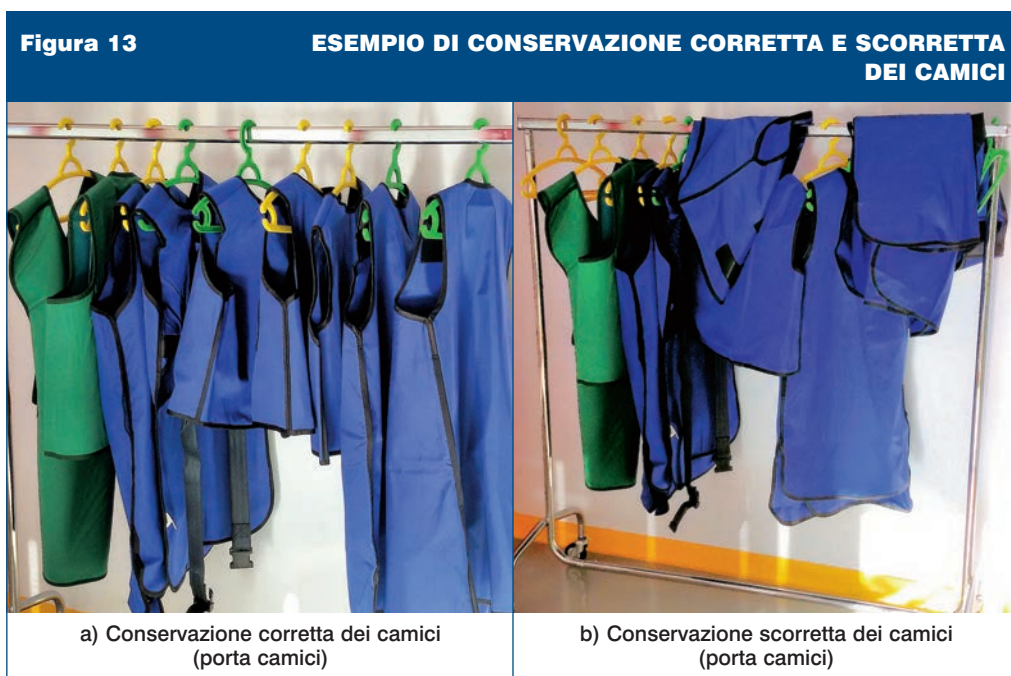 Figura 13
ESEMPIO DI CONSERVAZIONE CORRETTA E SCORRETTA
DEI CAMICI
a) Conservazione corretta dei camici
(porta camici)
b) Conservazione scorretta dei camici
(porta camici)